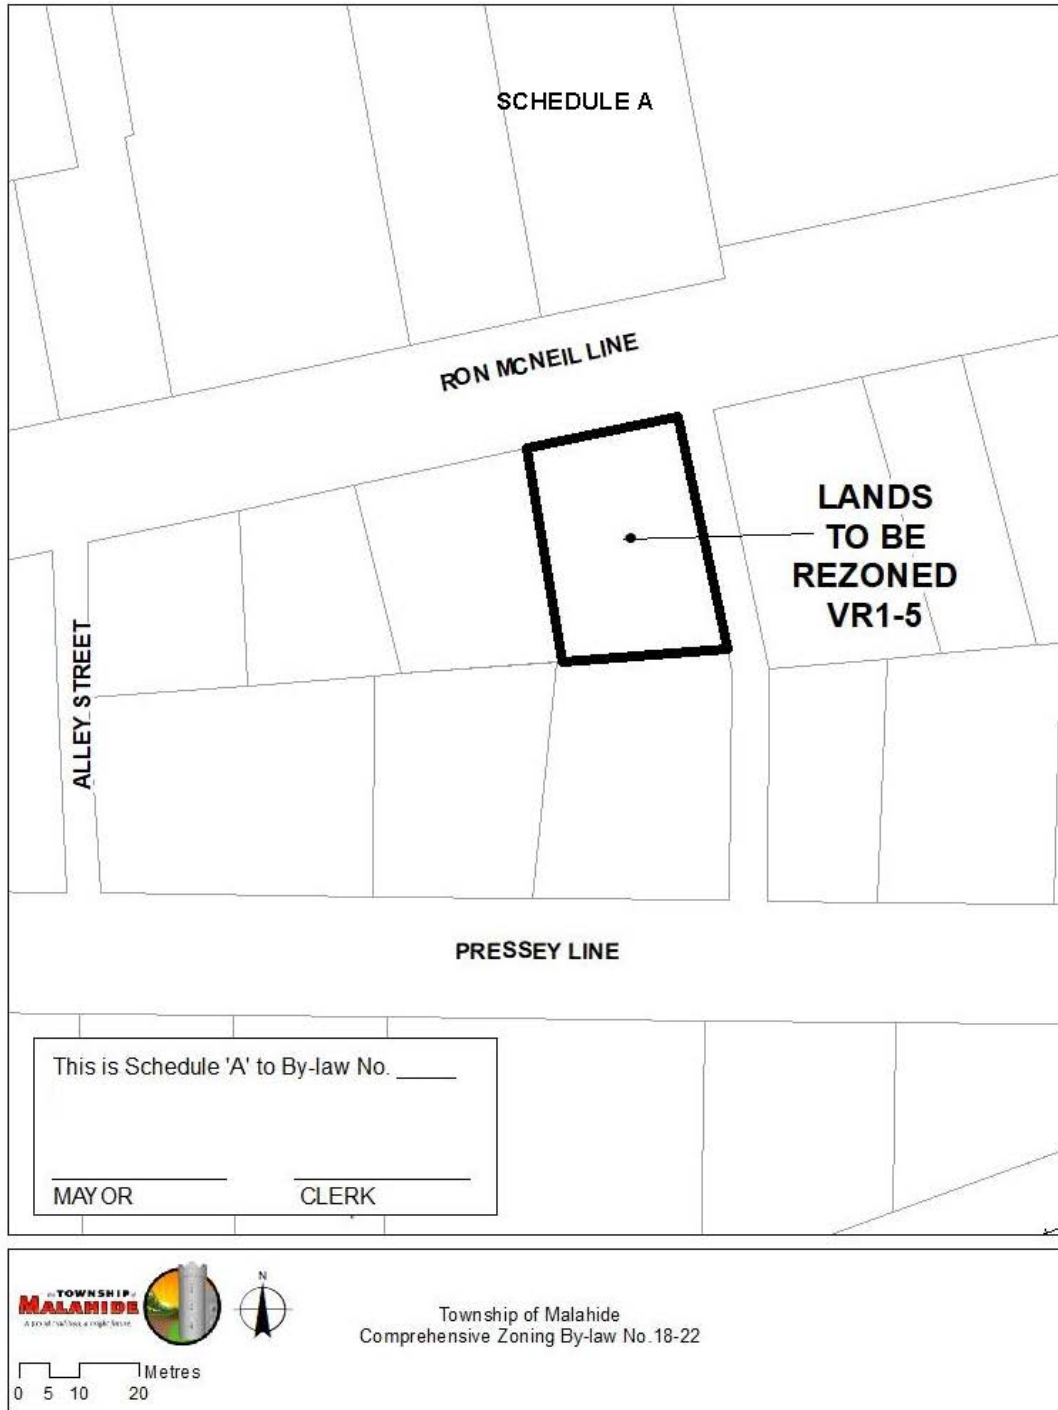 SCHEDULE A
RON MCNEIL LINE
LANDS
TO BE
REZONED
VR1-5
ALLEY STREET
PRESSEY LINE
This is Schedule 'A' to By-law No. _____
MAYOR
CLERK
TOWNSHIP of
MALAHIDE
N
Township of Malahide
Comprehensive Zoning By-law No.18-22
Metres
0 5 10 20